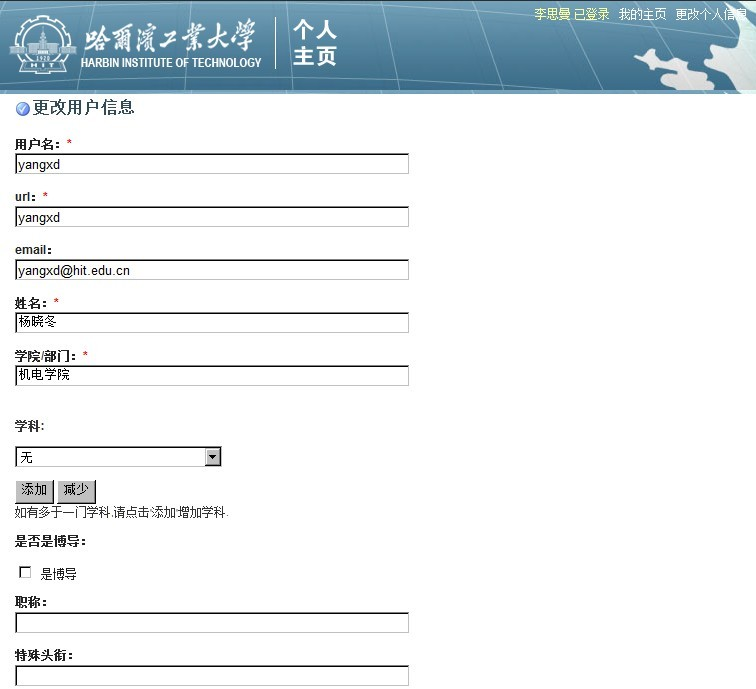 李思曼 已登录 我的主页 更改个人信息
哈爾濱工業大学
HARBIN INSTITUTE OF TECHNOLOGY
个人
主页
1920
HIT
更改用户信息
用户名：*
yangxd
url：*
yangxd
email：
yangxd@hit.edu.cn
姓名：*
杨晓冬
学院/部门：*
机电学院
学科:
无
添加 减少
如有多于一门学科,请点击'添加'增加学科.
是否是博导：
是博导
职称：
特殊头衔：